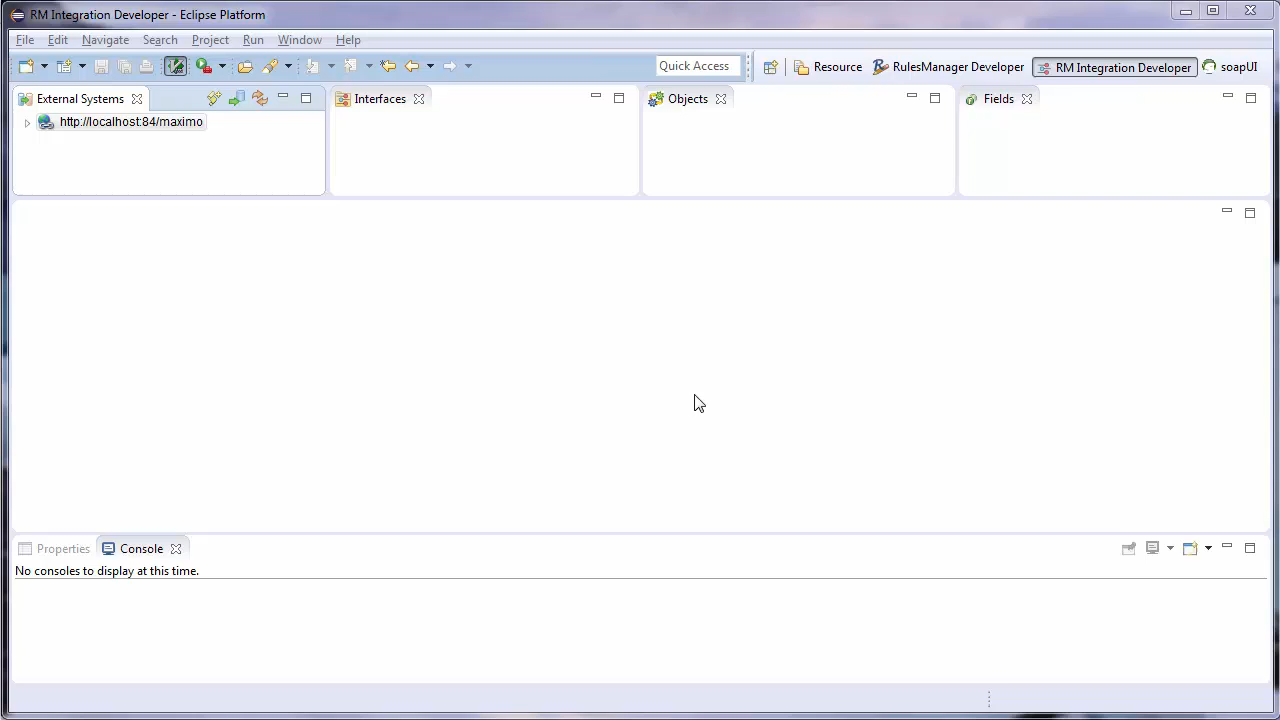 RM Integration Developer - Eclipse Platform
File Edit Navigate Search Project Run Window Help
Quick Access Resource RulesManager Developer RM Integration Developer soapUI
External Systems Interfaces Objects Fields
http://localhost:84/maximo
Properties Console
No consoles to display at this time.